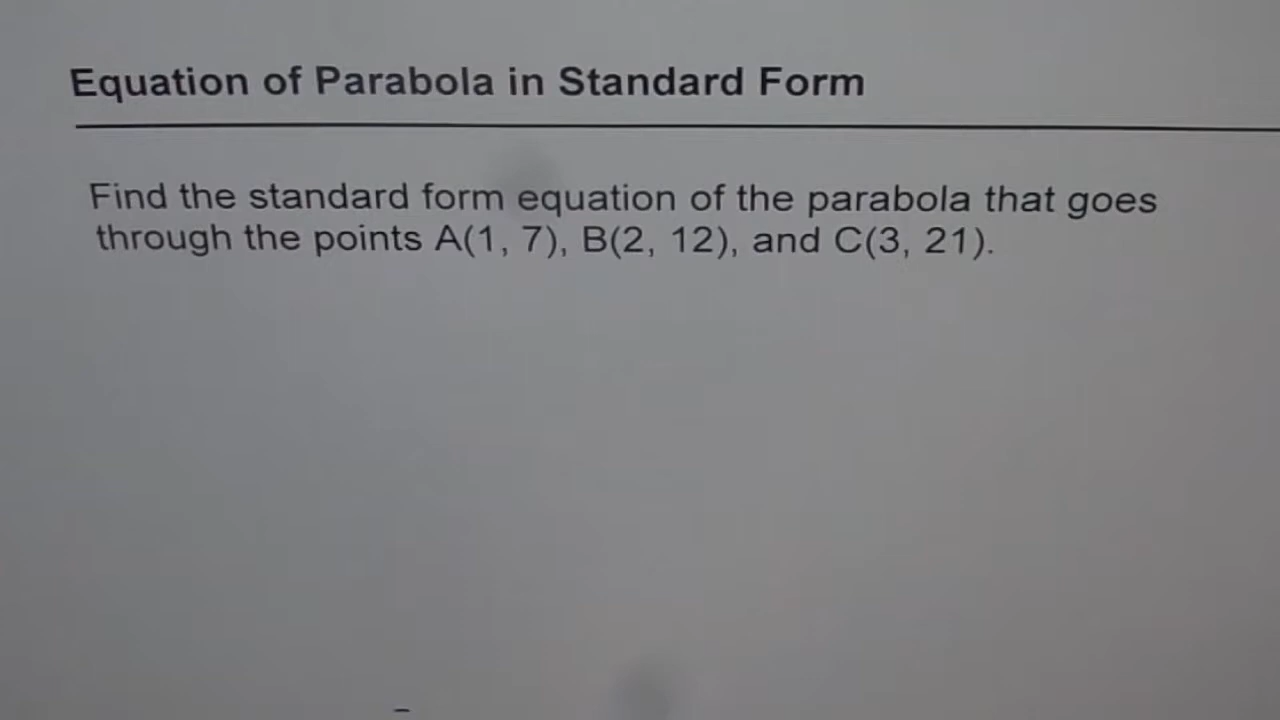 Equation of Parabola in Standard Form
Find the standard form equation of the parabola that goes
through the points A(1, 7), B(2, 12), and C(3, 21).